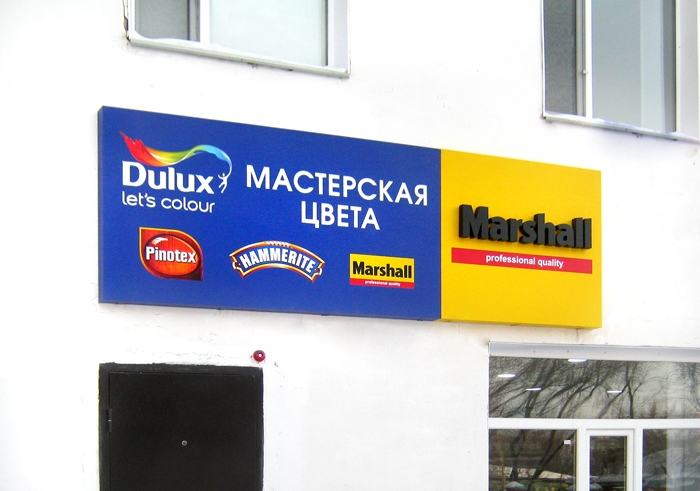 Dulux
let's colour
МАСТЕРСКАЯ
ЦВЕТА
Pinotex
HAMMERITE
Marshall
professional quality
Marshall
professional quality